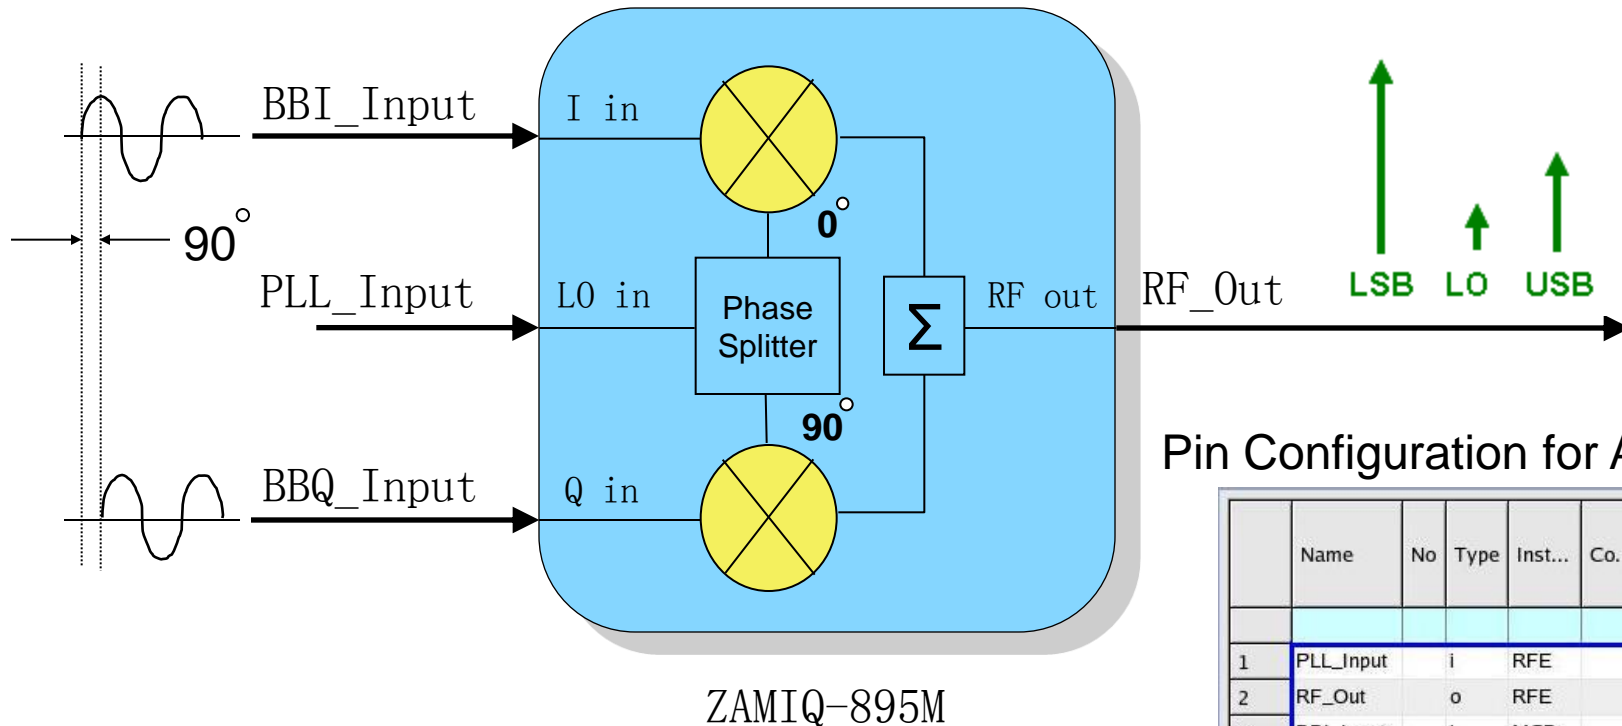 BBI_Input
I in
0°
90°
PLL_Input
LO in
Phase
Splitter
Σ
RF out
RF_Out
LSB LO USB
90°
BBQ_Input
Q in
ZAMIQ-895M
Pin Configuration for
Name No Type Inst... Co.
1 PLL_Input i RFE
2 RF_Out o RFE